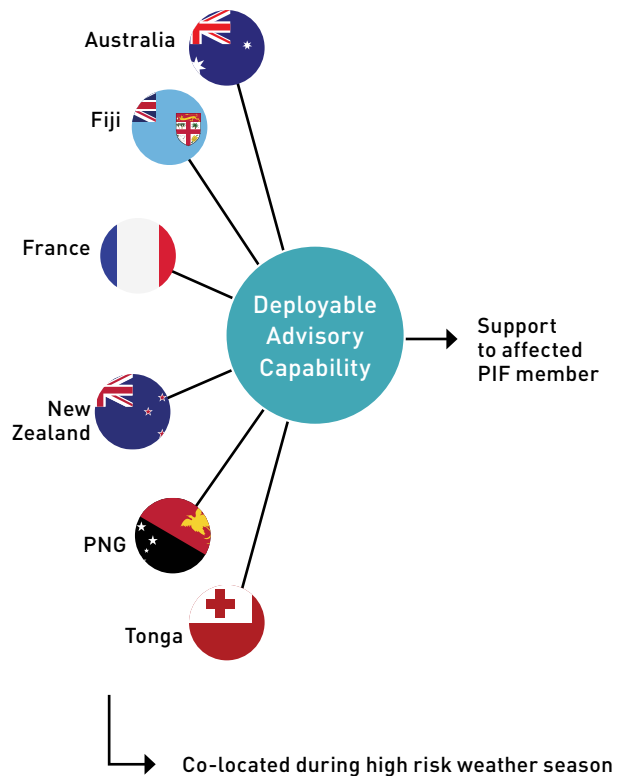 Australia
Fiji
France
New
Zealand
PNG
Tonga
Deployable
Advisory
Capability
Support
to affected
PIF member
Co-located during high risk weather season